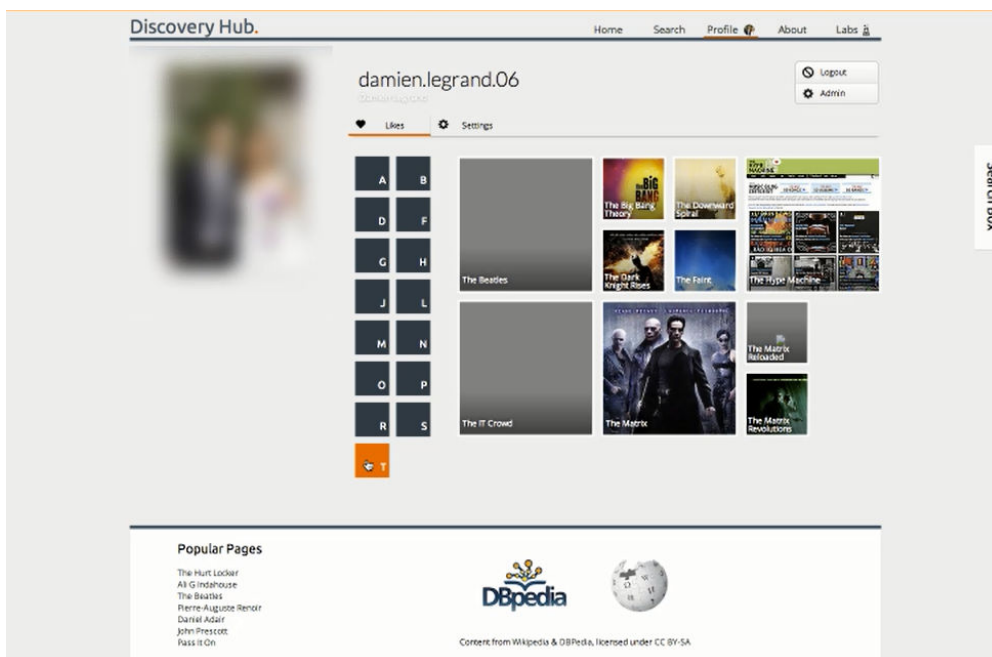 Discovery Hub.
Home Search Profile About Labs
damien.legrand.06
Logout
Admin
Likes Settings
A B
D F
G H
J L
M N
O P
R S
T
The Beatles
The Big Bang
Theory
The Downward
Spiral
The Dark
Knight Rises
The Faint
The Hype Machine
The IT Crowd
The Matrix
The Matrix
Reloaded
The Matrix
Revolutions
Search Box
Popular Pages
The Hurt Locker
Ali G Indahouse
The Beatles
Pierre-Auguste Renoir
Daniel Adair
John Prescott
Pass It On
DBpedia
Content from Wikipedia & DBPedia, licensed under CC BY-SA